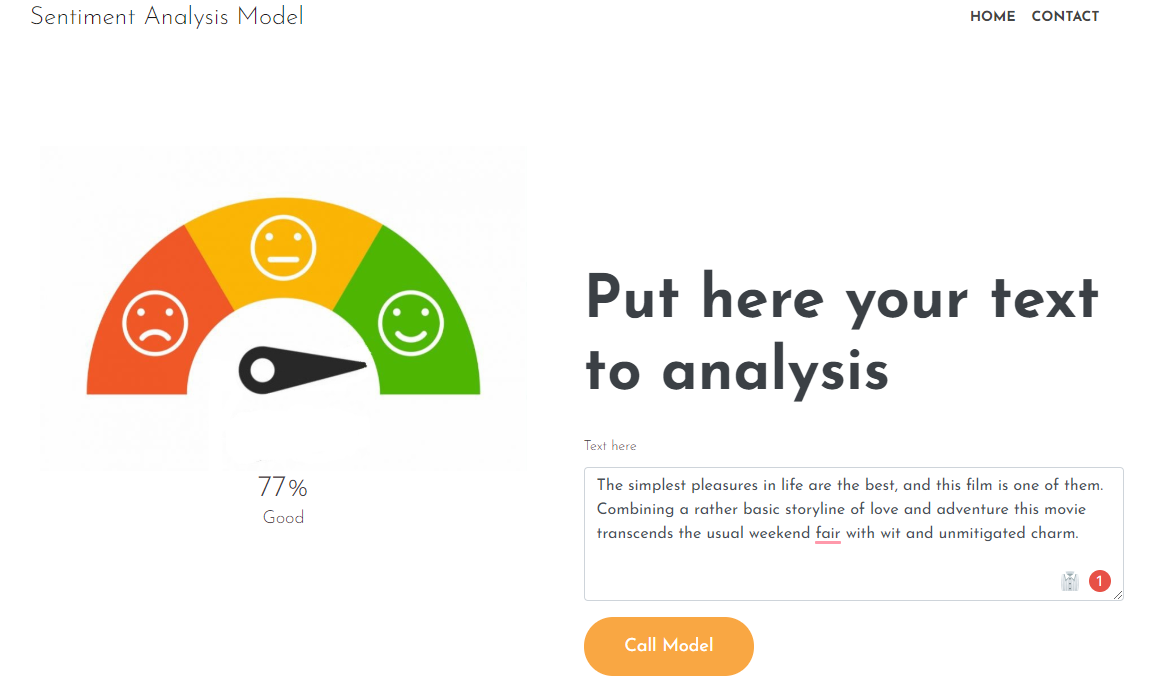 Sentiment Analysis Model
HOME CONTACT
77%
Good
Put here your text
to analysis
Text here
The simplest pleasures in life are the best, and this film is one of them.
Combining a rather basic storyline of love and adventure this movie
transcends the usual weekend fair with wit and unmitigated charm.
1
Call Model